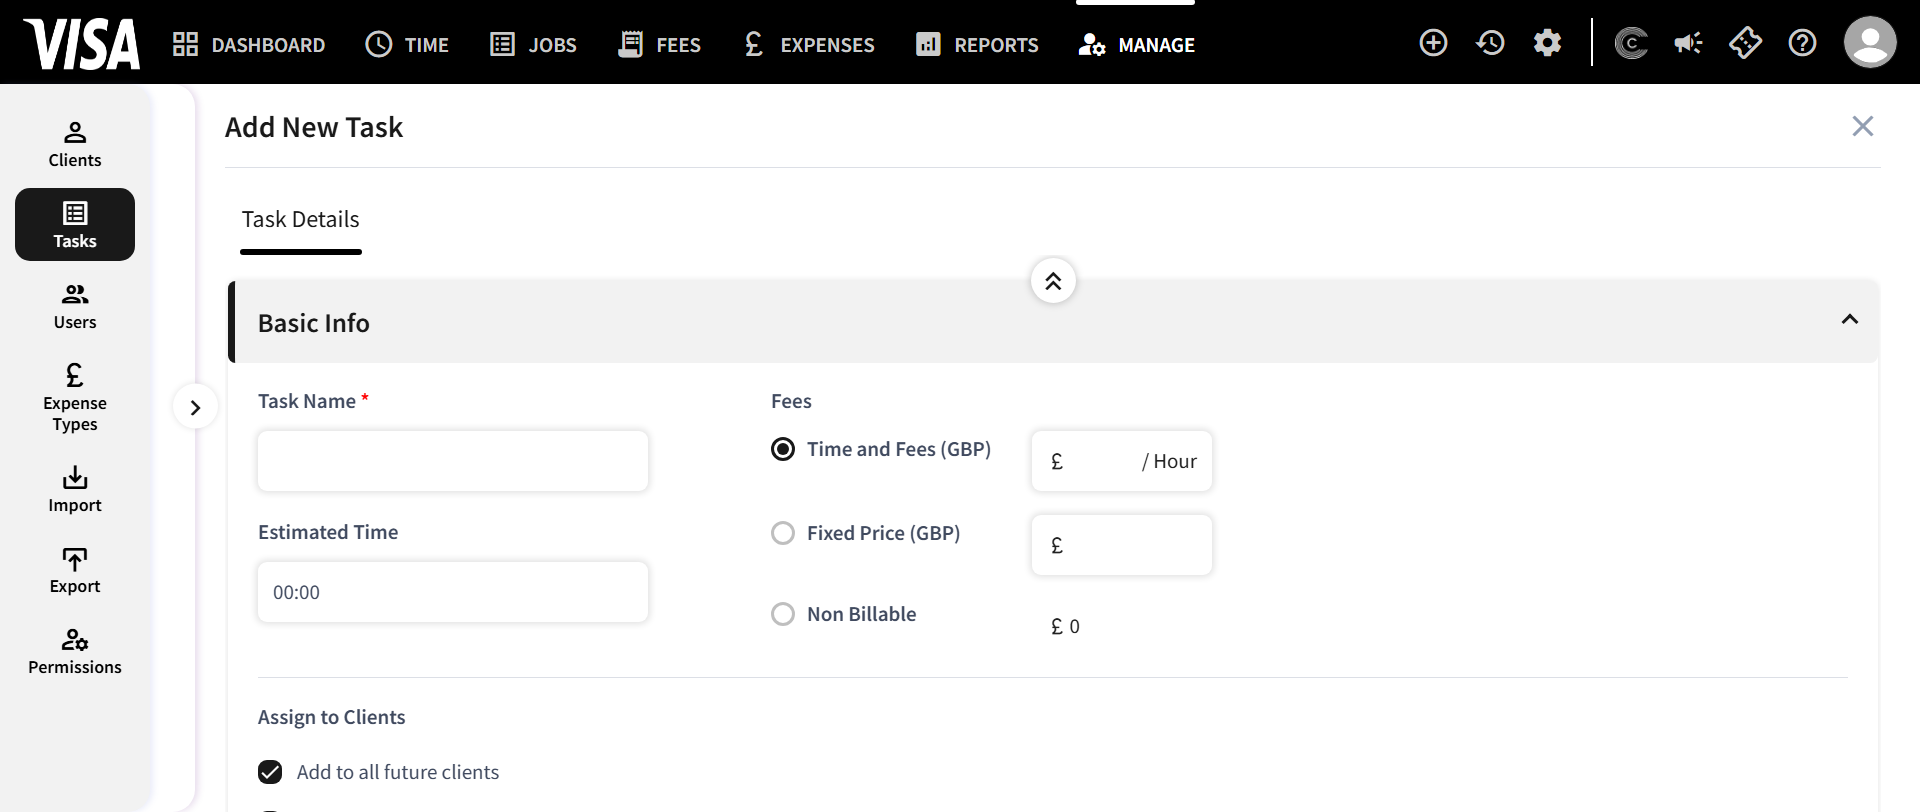 VISA
DASHBOARD
TIME
JOBS
FEES
£ EXPENSES
REPORTS
MANAGE
C
Clients
Tasks
Users
£
Expense
Types
Import
Export
Permissions
Add New Task
Task Details
Basic Info
Task Name *
Estimated Time
00:00
Fees
Time and Fees (GBP)
£ / Hour
Fixed Price (GBP)
£
Non Billable
£ 0
Assign to Clients
Add to all future clients